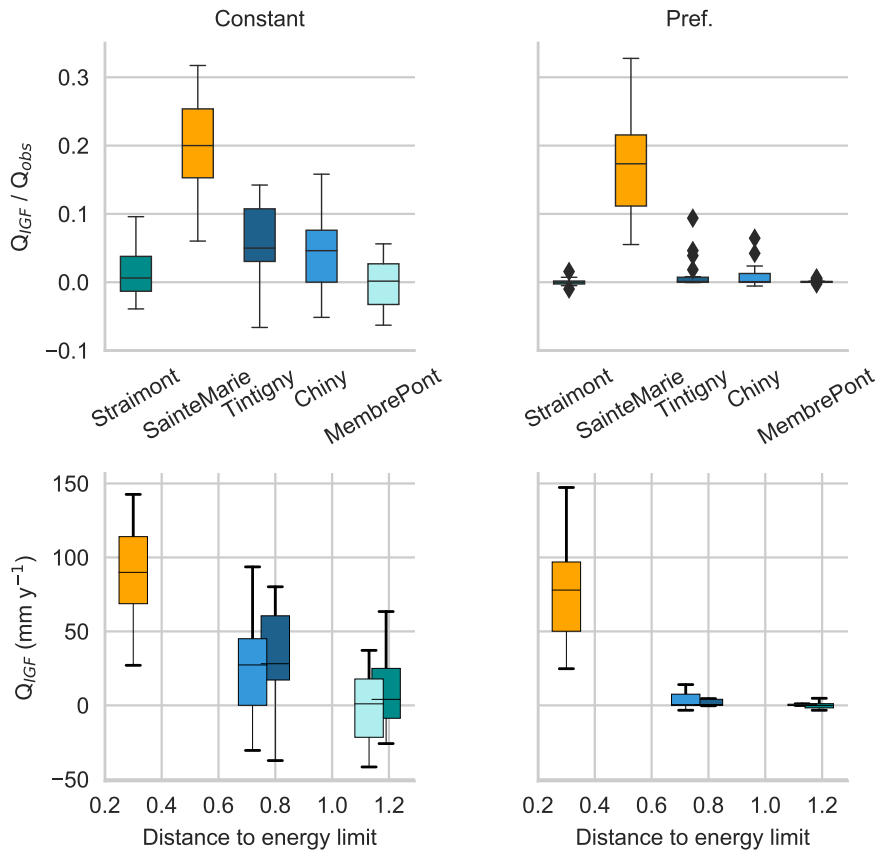 Constant
Pref.
Q_IGF / Q_obs
0.3
0.2
0.1
0.0
−0.1
Straimont
SainteMarie
Tintigny
Chiny
MembrePont
Straimont
SainteMarie
Tintigny
Chiny
MembrePont
Q_IGF (mm y⁻¹)
150
100
50
0
−50
0.2 0.4 0.6 0.8 1.0 1.2
0.2 0.4 0.6 0.8 1.0 1.2
Distance to energy limit
Distance to energy limit